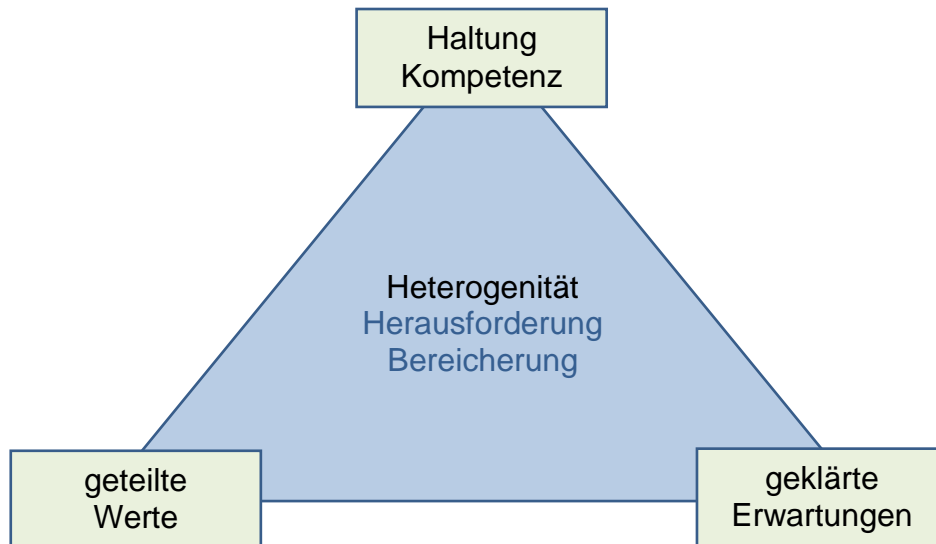 Haltung
Kompetenz
Heterogenität
Herausforderung
Bereicherung
geteilte
Werte
geklärte
Erwartungen